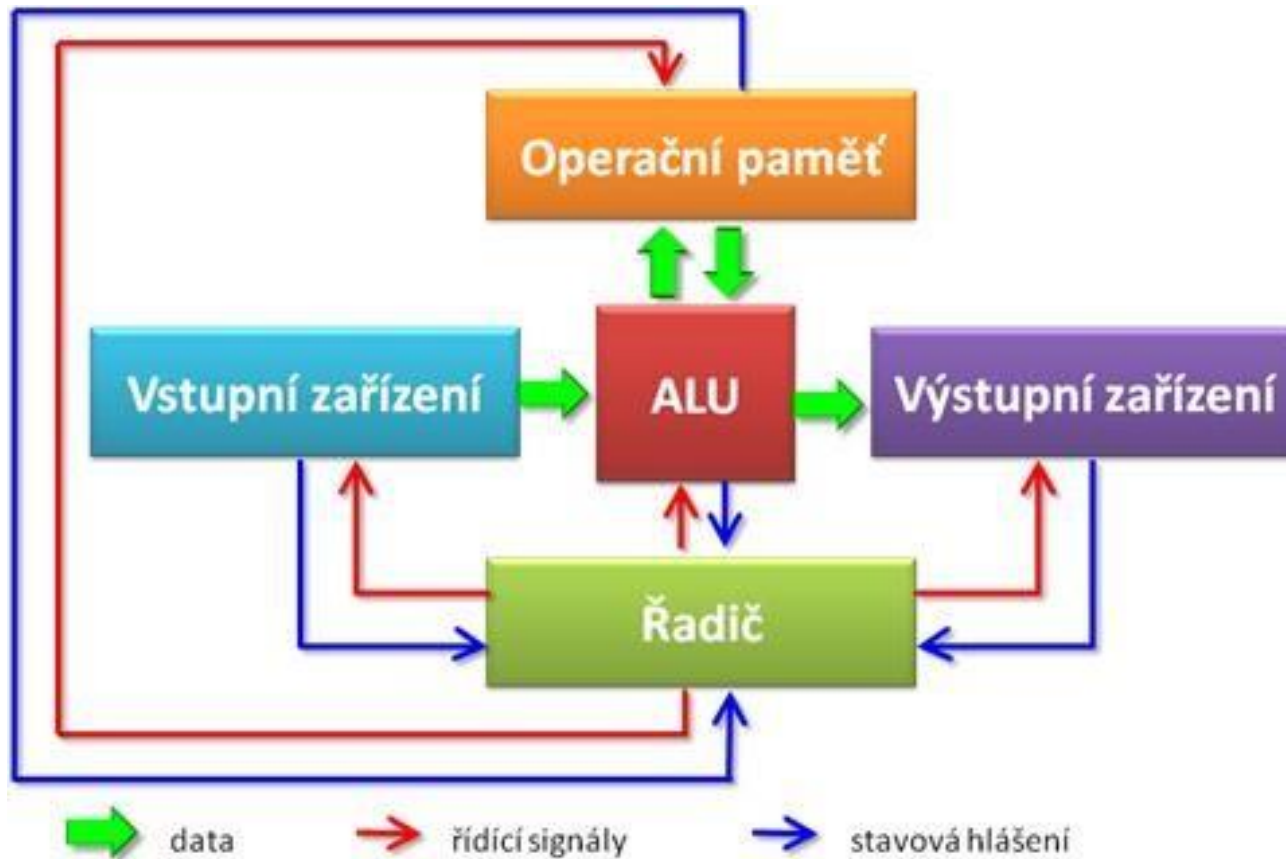 Operační paměť
Vstupní zařízení
ALU
Výstupní zařízení
Řadič
data
řídící signály
stavová hlášení